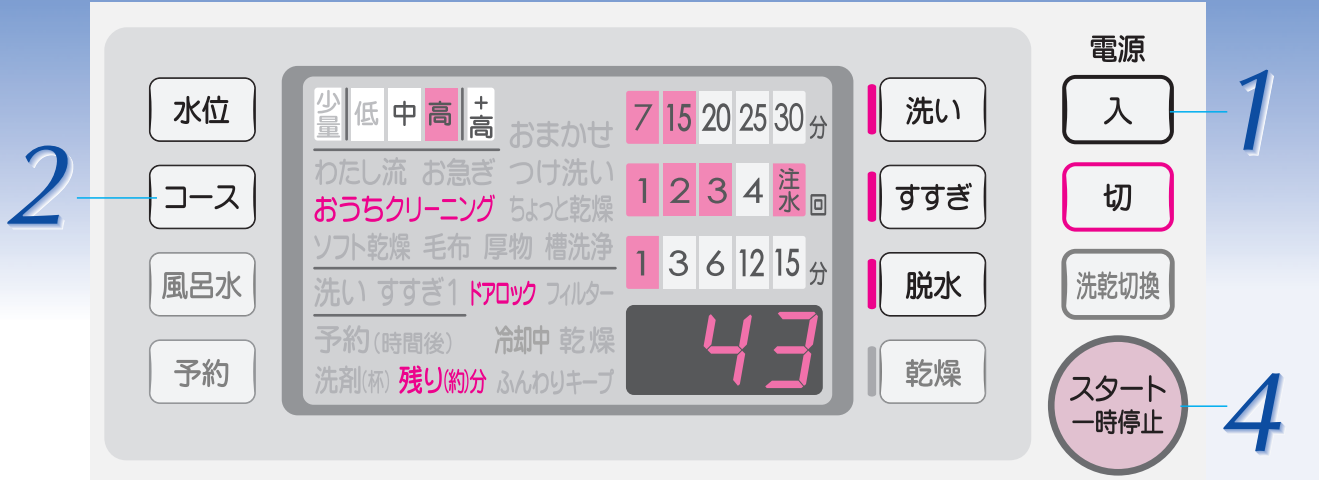 電源
1
入
切
洗乾切換
スタート
一時停止
4
2
水位
コース
風呂水
予約
少量 低 中 高 +高
おまかせ
わたし流 お急ぎ つけ洗い
おうちクリーニング ちょっと乾燥
ソフト乾燥 毛布 厚物 槽洗浄
洗い すすぎ1 ドアロック フィルター
予約(時間後) 冷却中 乾燥
洗剤(杯) 残り(約)分 ふんわりキープ
7 15 20 25 30 分
1 2 3 4 注水 回
1 3 6 12 15 分
43
洗い
すすぎ
脱水
乾燥